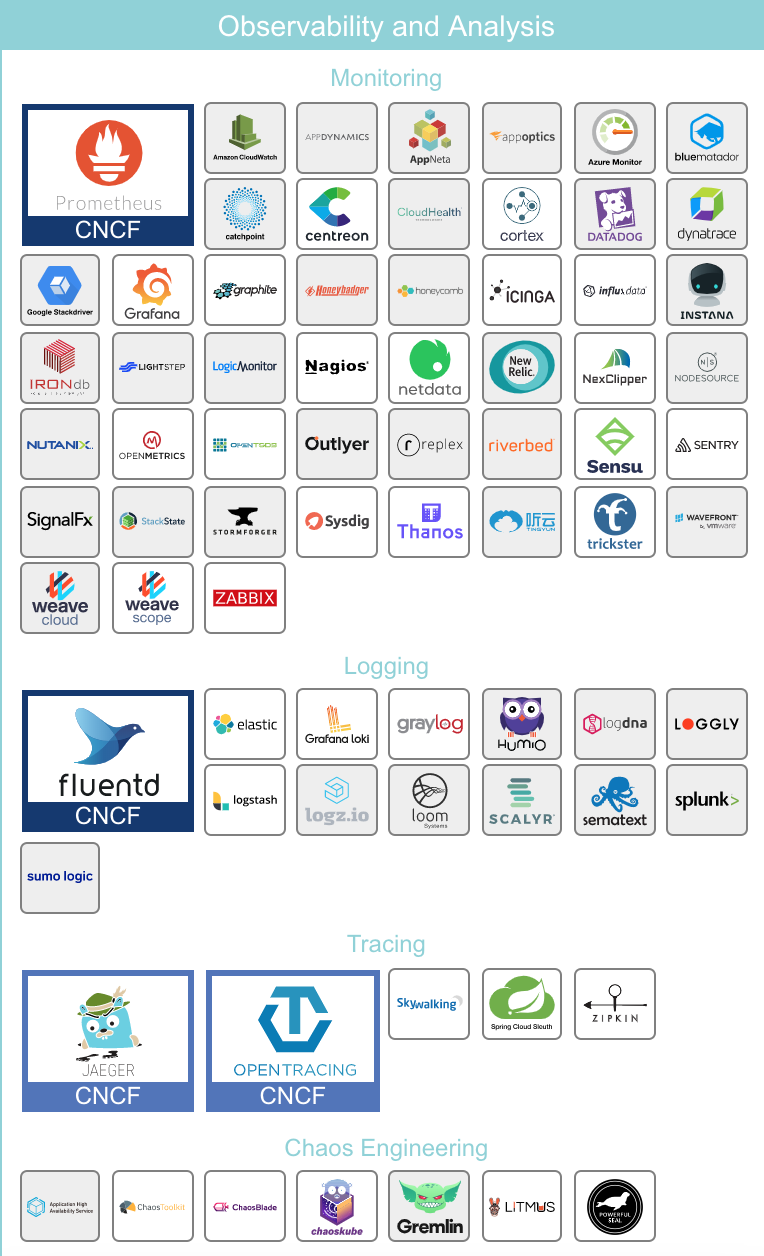 Observability and Analysis
Monitoring
Prometheus
CNCF
Amazon CloudWatch
APPDYNAMICS
AppNeta
appoptics
Azure Monitor
bluematador
catchpoint
centreon
CloudHealth
cortex
DATADOG
dynatrace
Google Stackdriver
Grafana
graphite
Honeybadger
honeycomb
iCINGA
influxdata
INSTANA
IRONdb
LIGHTSTEP
LogicMonitor
Nagios
netdata
New
Relic.
NexClipper
N|S
NODESOURCE
NUTANIX.
OPENMETRICS
OPENTSDB
Outlyer
replex
riverbed
Sensu
SENTRY
SignalFx
StackState
STORMFORGER
Sysdig
Thanos
听云
TINGYUN
trickster
WAVEFRONT
by vmware
weave
cloud
weave
scope
ZABBIX
Logging
fluentd
CNCF
elastic
Grafana loki
graylog
HUMIO
logdna
LOGGLY
logstash
logz.io
loom
Systems
SCALYR
sematext
splunk>
sumo logic
Tracing
JAEGER
CNCF
OPENTRACING
CNCF
Skywalking
Spring Cloud Sleuth
ZIPKIN
Chaos Engineering
Application High
Availability Service
ChaosToolkit
ChaosBlade
chaoskube
Gremlin
LiTMUS
POWERFUL
SEAL